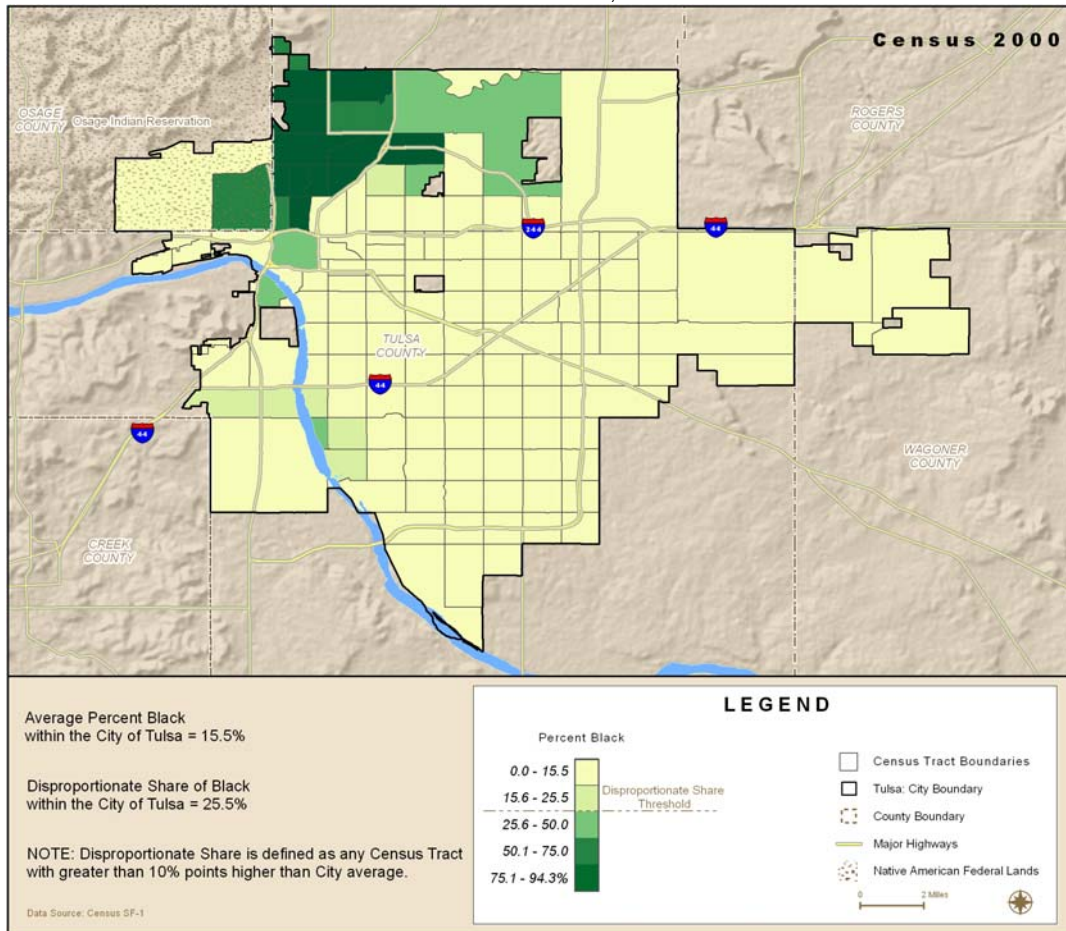 Census 2000
OSAGE
COUNTY
Osage Indian Reservation
ROGERS
COUNTY
244
44
TULSA
COUNTY
44
44
WAGONER
COUNTY
CREEK
COUNTY
Average Percent Black
within the City of Tulsa = 15.5%
Disproportionate Share of Black
within the City of Tulsa = 25.5%
NOTE: Disproportionate Share is defined as any Census Tract
with greater than 10% points higher than City average.
Data Source: Census SF-1
LEGEND
Percent Black
0.0 - 15.5
15.6 - 25.5
25.6 - 50.0
50.1 - 75.0
75.1 - 94.3%
Disproportionate Share
Threshold
Census Tract Boundaries
Tulsa: City Boundary
County Boundary
Major Highways
Native American Federal Lands
0 2 Miles